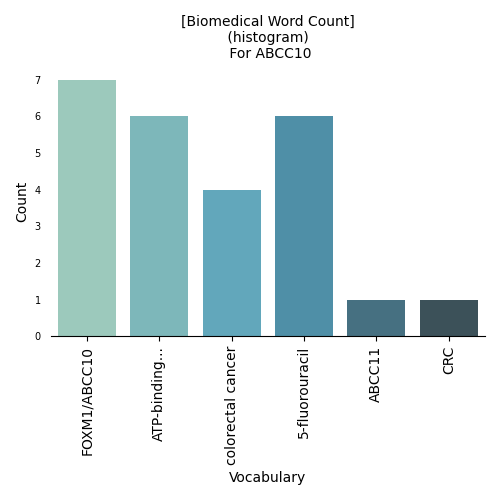 [Biomedical Word Count]
(histogram)
For ABCC10
7
6
5
4
3
2
1
0
Count
FOXM1/ABCC10
ATP-binding...
colorectal cancer
5-fluorouracil
ABCC11
CRC
Vocabulary